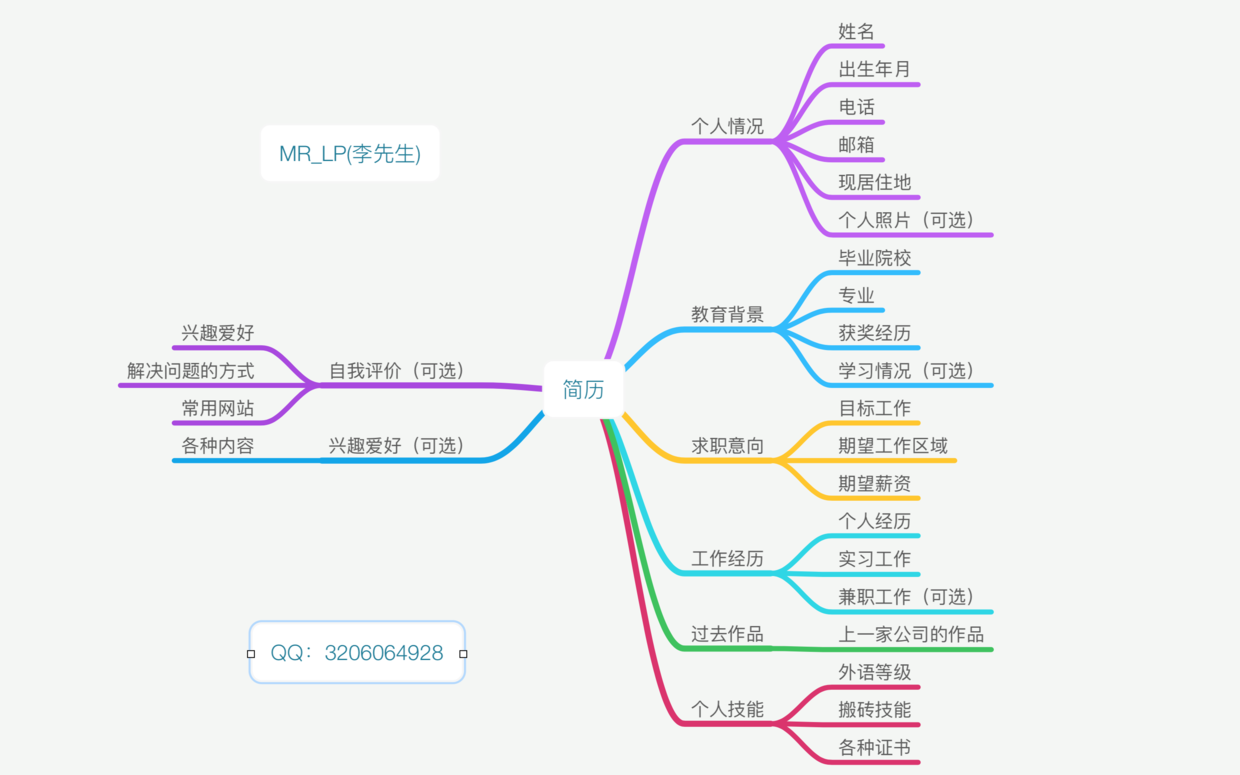 MR_LP(李先生)
简历
个人情况
姓名
出生年月
电话
邮箱
现居住地
个人照片（可选）
教育背景
毕业院校
专业
获奖经历
学习情况（可选）
求职意向
目标工作
期望工作区域
期望薪资
工作经历
个人经历
实习工作
兼职工作（可选）
过去作品
上一家公司的作品
个人技能
外语等级
搬砖技能
各种证书
自我评价（可选）
兴趣爱好
解决问题的方式
常用网站
兴趣爱好（可选）
各种内容
QQ：3206064928